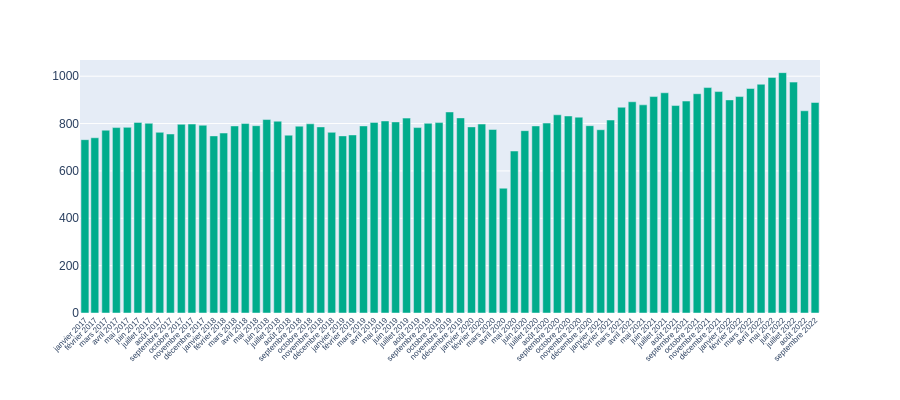 1000
800
600
400
200
0
janvier 2017
février 2017
mars 2017
avril 2017
mai 2017
juin 2017
juillet 2017
août 2017
septembre 2017
octobre 2017
novembre 2017
décembre 2017
janvier 2018
février 2018
mars 2018
avril 2018
mai 2018
juin 2018
juillet 2018
août 2018
septembre 2018
octobre 2018
novembre 2018
décembre 2018
janvier 2019
février 2019
mars 2019
avril 2019
mai 2019
juin 2019
juillet 2019
août 2019
septembre 2019
octobre 2019
novembre 2019
décembre 2019
janvier 2020
février 2020
mars 2020
avril 2020
mai 2020
juin 2020
juillet 2020
août 2020
septembre 2020
octobre 2020
novembre 2020
décembre 2020
janvier 2021
février 2021
mars 2021
avril 2021
mai 2021
juin 2021
juillet 2021
août 2021
septembre 2021
octobre 2021
novembre 2021
décembre 2021
janvier 2022
février 2022
mars 2022
avril 2022
mai 2022
juin 2022
juillet 2022
août 2022
septembre 2022